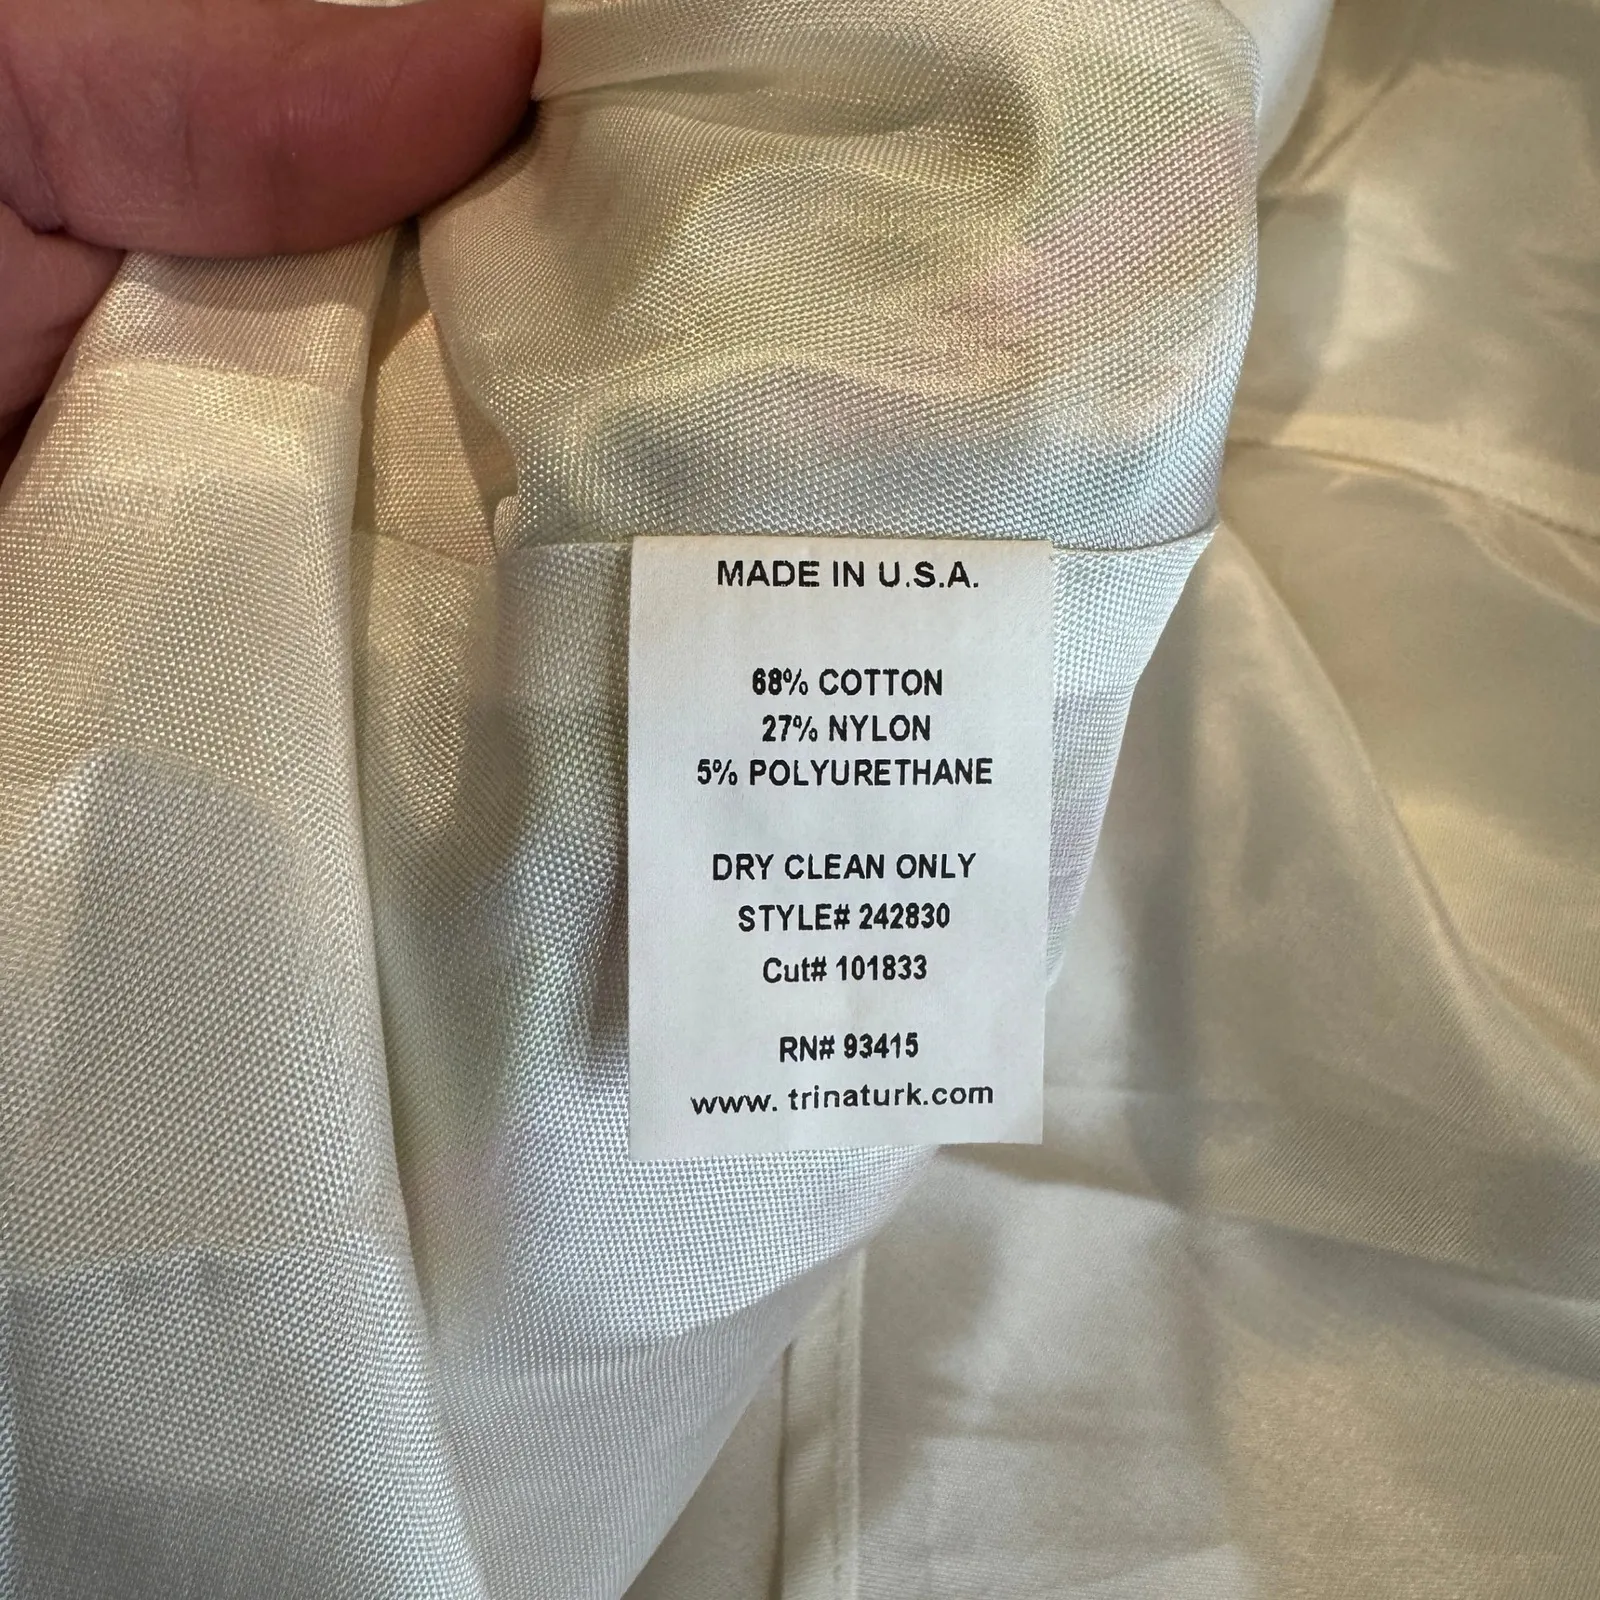 MADE IN U.S.A.
68% COTTON
27% NYLON
5% POLYURETHANE
DRY CLEAN ONLY
STYLE# 242830
Cut# 101833
RN# 93415
www. trinaturk.com